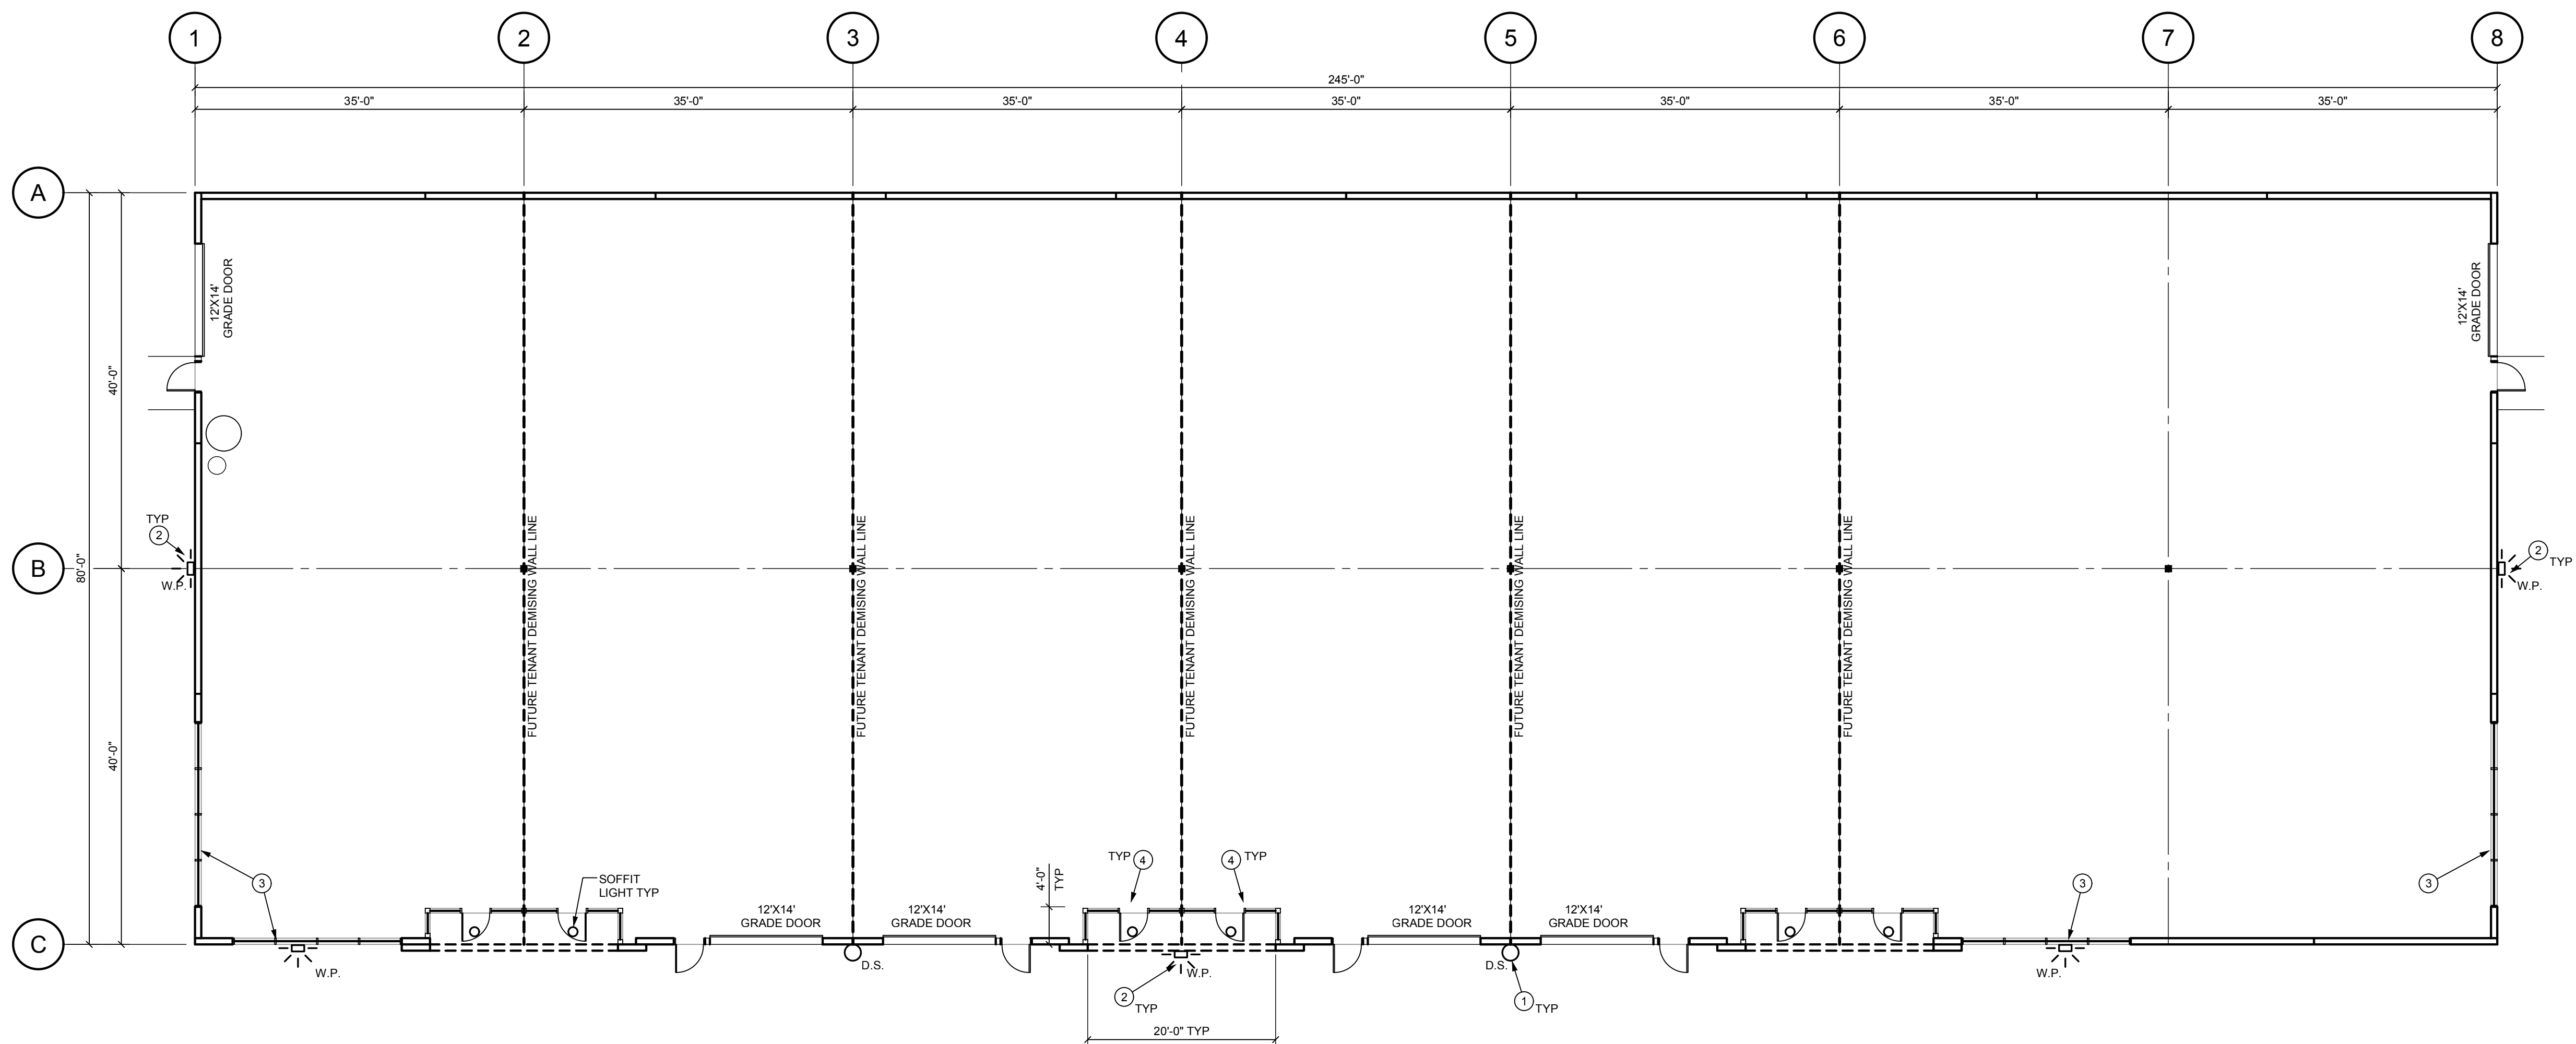 1 2 3 4 5 6 7 8
245'-0"
35'-0" 35'-0" 35'-0" 35'-0" 35'-0" 35'-0" 35'-0"
A
12'X14'
GRADE DOOR
12'X14'
GRADE DOOR
40'-0"
80'-0"
B
TYP
2
W.P.
2
TYP
W.P.
FUTURE TENANT DEMISING WALL LINE
FUTURE TENANT DEMISING WALL LINE
FUTURE TENANT DEMISING WALL LINE
FUTURE TENANT DEMISING WALL LINE
FUTURE TENANT DEMISING WALL LINE
40'-0"
3
SOFFIT
LIGHT TYP
4'-0"
TYP
TYP 4
4 TYP
3
3
12'X14'
GRADE DOOR
12'X14'
GRADE DOOR
12'X14'
GRADE DOOR
12'X14'
GRADE DOOR
C
W.P.
D.S.
W.P.
D.S.
W.P.
2
TYP
1
TYP
20'-0" TYP